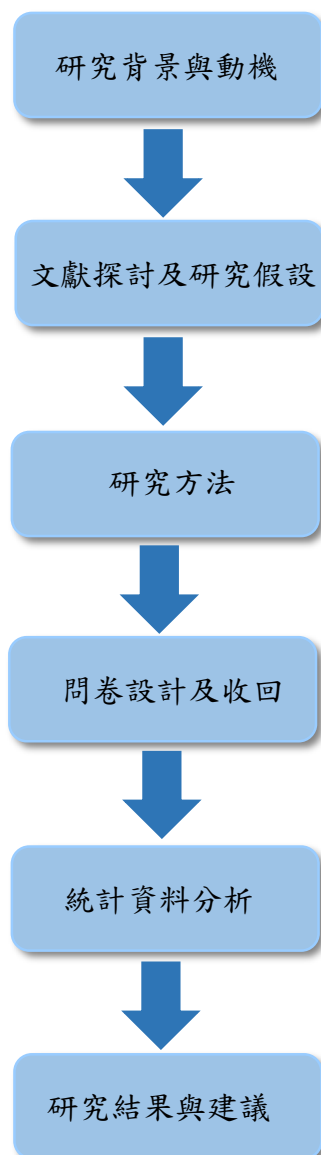 研究背景與動機
文獻探討及研究假設
研究方法
問卷設計及收回
統計資料分析
研究結果與建議